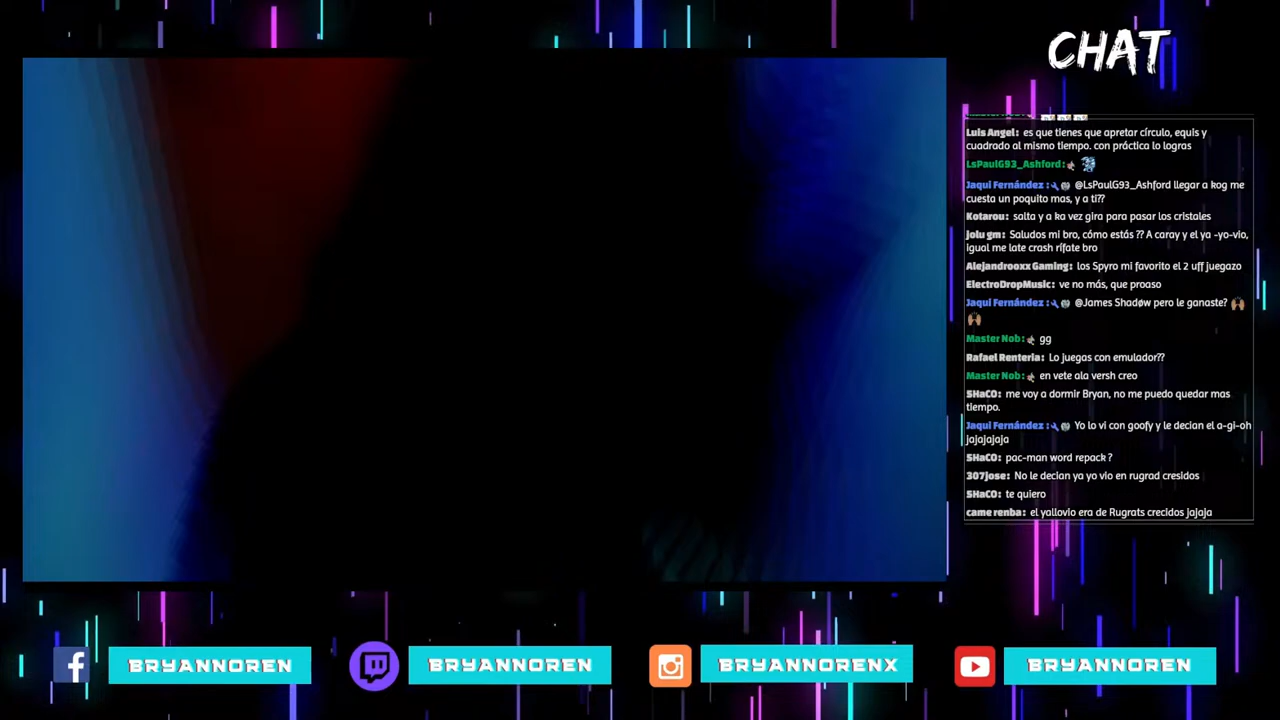 CHAT
Luis Angel: es que tienes que apretar círculo, equis y
cuadrado al mismo tiempo. con práctica lo logras
LsPaulG93_Ashford:
Jaqui Fernández: @LsPaulG93_Ashford llegar a kog me
cuesta un poquito mas, y a ti??
Kotarou: salta y a ka vez gira para pasar los cristales
jolu gm: Saludos mi bro, cómo estás ?? A caray y el ya -yo-vio,
igual me late crash rífate bro
Alejandrooxx Gaming: los Spyro mi favorito el 2 uff juegazo
ElectroDropMusic: ve no más, que proaso
Jaqui Fernández: @James Shadøw pero le ganaste?
Master Nob: gg
Rafael Renteria: Lo juegas con emulador??
Master Nob: en vete ala versh creo
SHaCO: me voy a dormir Bryan, no me puedo quedar mas
tiempo.
Jaqui Fernández: Yo lo vi con goofy y le decian el a-gi-oh
jajajajaja
SHaCO: pac-man word repack ?
307jose: No le decian ya yo vio en rugrad cresidos
SHaCO: te quiero
came renba: el yallovio era de Rugrats crecidos jajaja
BRYANNOREN
BRYANNOREN
BRYANNORENX
BRYANNOREN